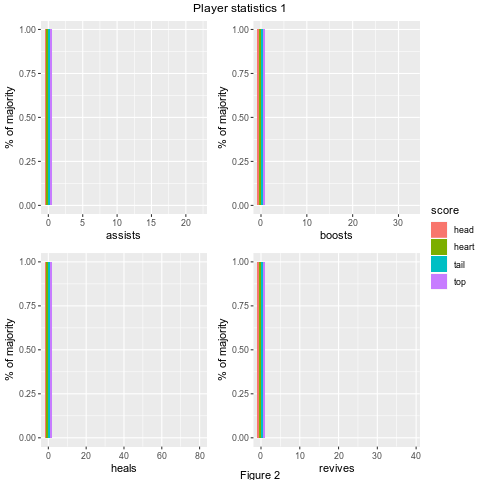 Player statistics 1
1.00
0.75
0.50
0.25
0.00
% of majority
0 5 10 15 20
assists
1.00
0.75
0.50
0.25
0.00
% of majority
0 10 20 30
boosts
score
head
heart
tail
top
1.00
0.75
0.50
0.25
0.00
% of majority
0 20 40 60 80
heals
1.00
0.75
0.50
0.25
0.00
% of majority
0 10 20 30 40
revives
Figure 2